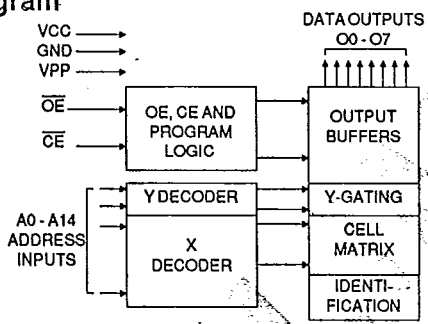 gram
VCC
GND
VPP
OE
CE
OE, CE AND
PROGRAM
LOGIC
DATA OUTPUTS
O0 - O7
OUTPUT
BUFFERS
A0 - A14
ADDRESS
INPUTS
Y DECODER
X
DECODER
Y-GATING
CELL
MATRIX
IDENTI-
FICATION